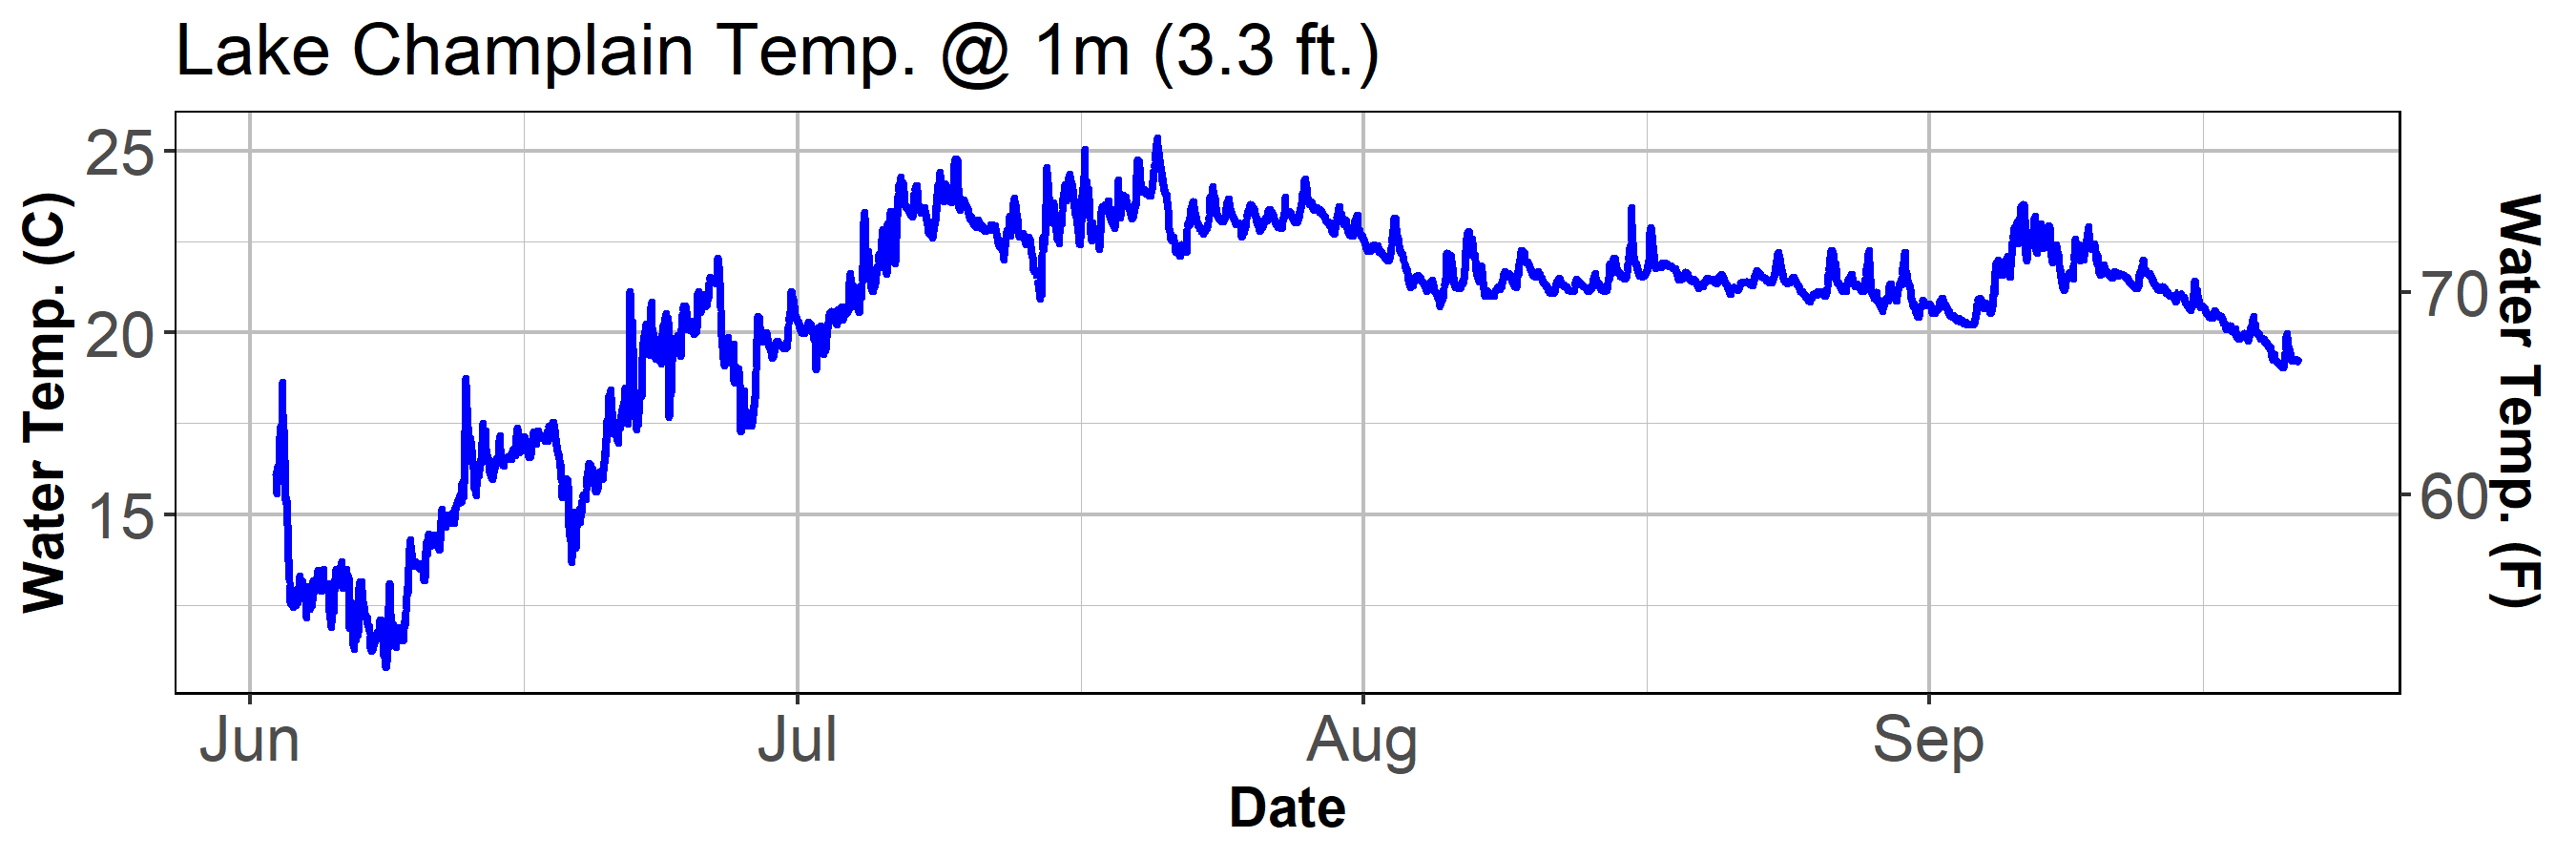 Lake Champlain Temp. @ 1m (3.3 ft.)
Water Temp. (C)
25
20
15
70
60
Water Temp. (F)
Jun Jul Aug Sep
Date